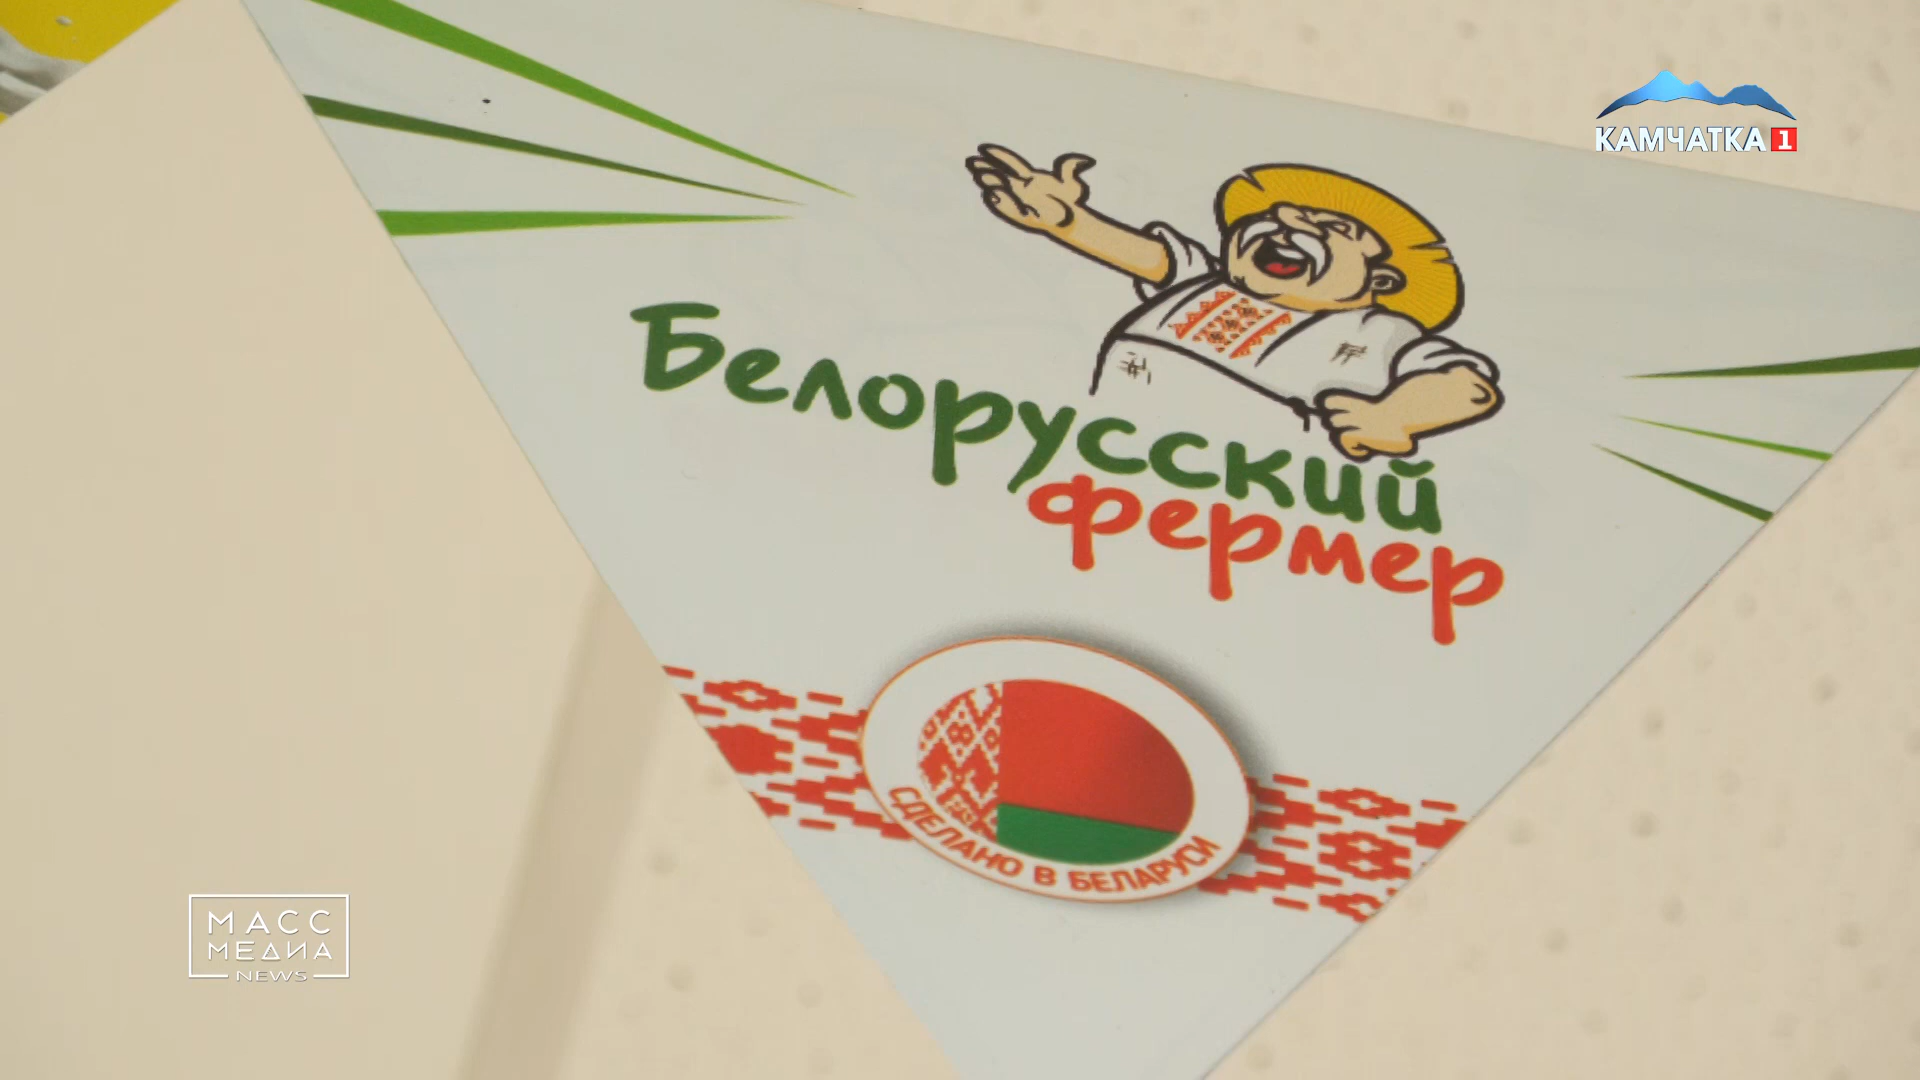 КАМЧАТКА 1
Белорусский
фермер
СДЕЛАНО В БЕЛАРУСИ
МАСС
МЕДИА
NEWS